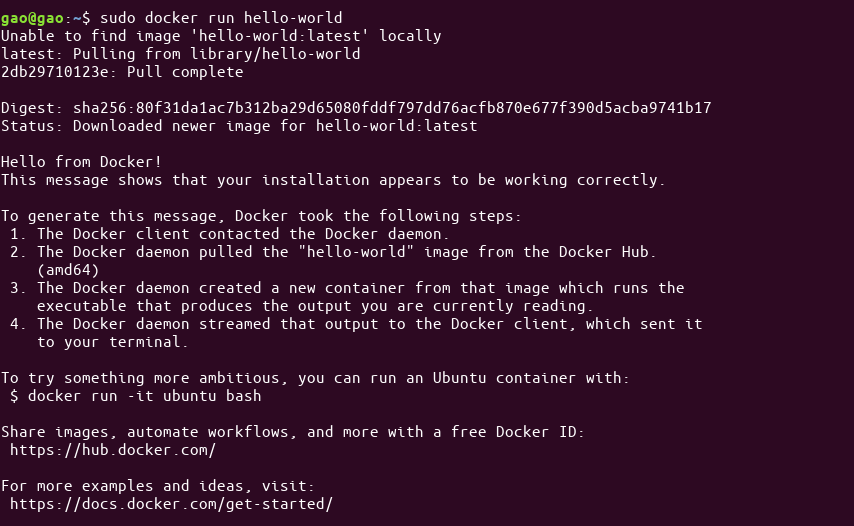 gao@gao:~$ sudo docker run hello-world
Unable to find image 'hello-world:latest' locally
latest: Pulling from library/hello-world
2db29710123e: Pull complete

Digest: sha256:80f31da1ac7b312ba29d65080fddf797dd76acfb870e677f390d5acba9741b17
Status: Downloaded newer image for hello-world:latest

Hello from Docker!
This message shows that your installation appears to be working correctly.

To generate this message, Docker took the following steps:
 1. The Docker client contacted the Docker daemon.
 2. The Docker daemon pulled the "hello-world" image from the Docker Hub.
    (amd64)
 3. The Docker daemon created a new container from that image which runs the
    executable that produces the output you are currently reading.
 4. The Docker daemon streamed that output to the Docker client, which sent it
    to your terminal.

To try something more ambitious, you can run an Ubuntu container with:
 $ docker run -it ubuntu bash

Share images, automate workflows, and more with a free Docker ID:
 https://hub.docker.com/

For more examples and ideas, visit:
 https://docs.docker.com/get-started/